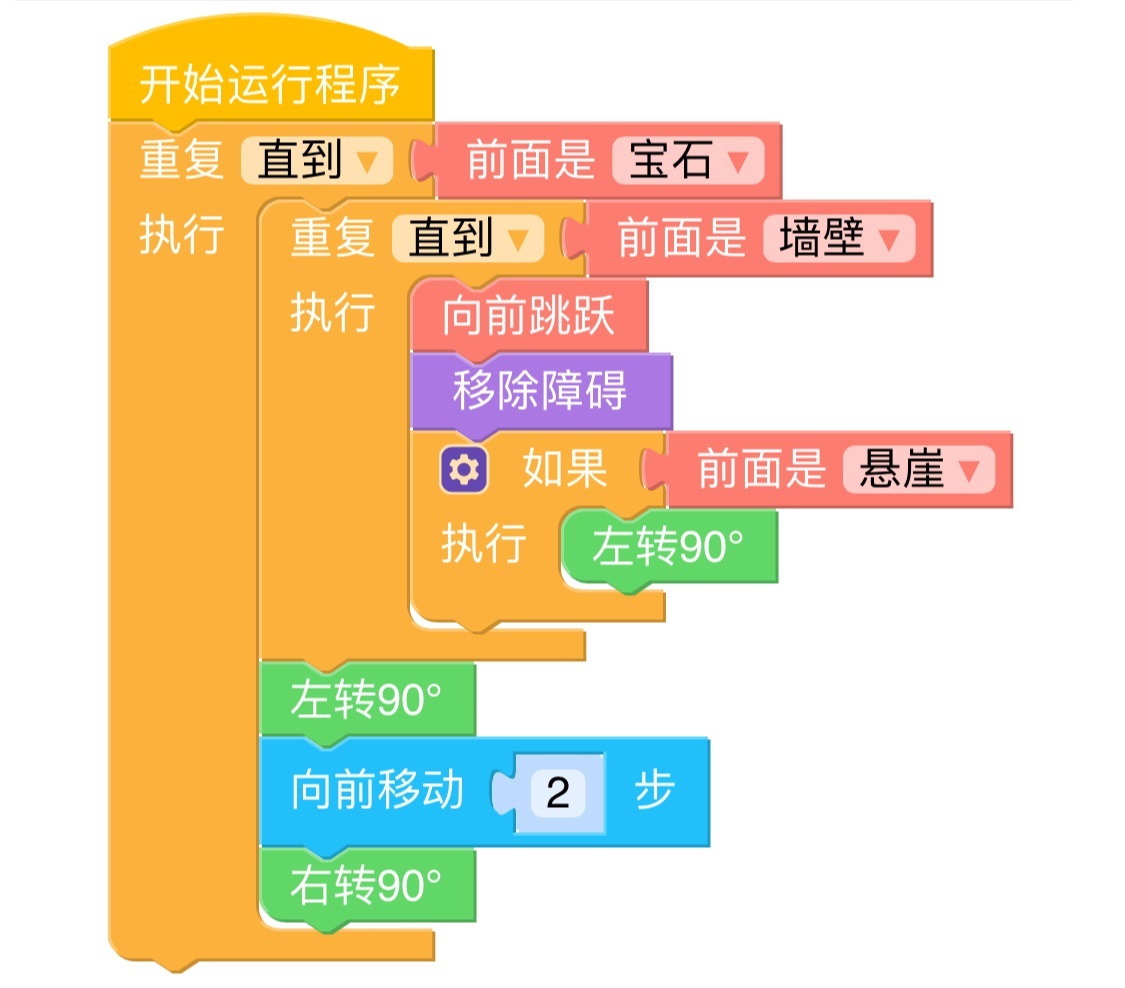 开始运行程序
重复 直到 前面是 宝石
执行 重复 直到 前面是 墙壁
执行 向前跳跃
移除障碍
如果 前面是 悬崖
执行 左转90°
左转90°
向前移动 2 步
右转90°